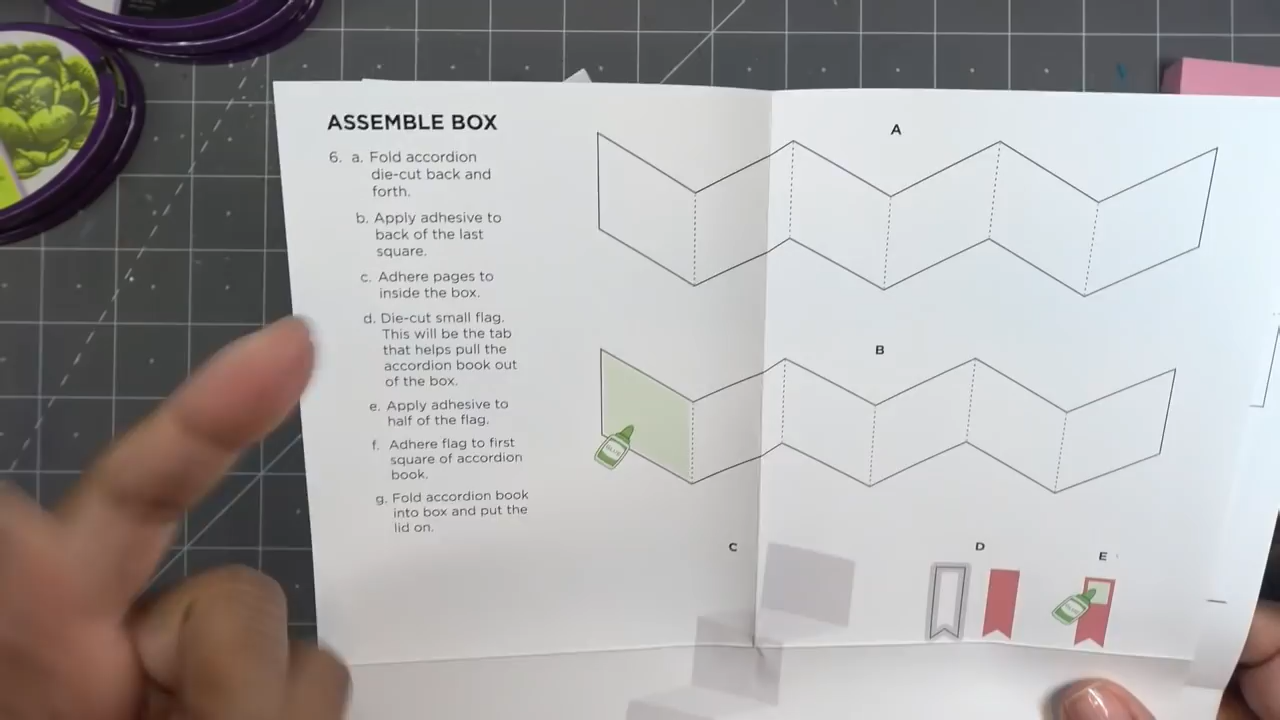 ASSEMBLE BOX
6. a. Fold accordion
die-cut back and
forth.
b. Apply adhesive to
back of the last
square.
c. Adhere pages to
inside the box.
d. Die-cut small flag.
This will be the tab
that helps pull the
accordion book out
of the box.
e. Apply adhesive to
half of the flag.
f. Adhere flag to first
square of accordion
book.
g. Fold accordion book
into box and put the
lid on.
A
B
C
D
E